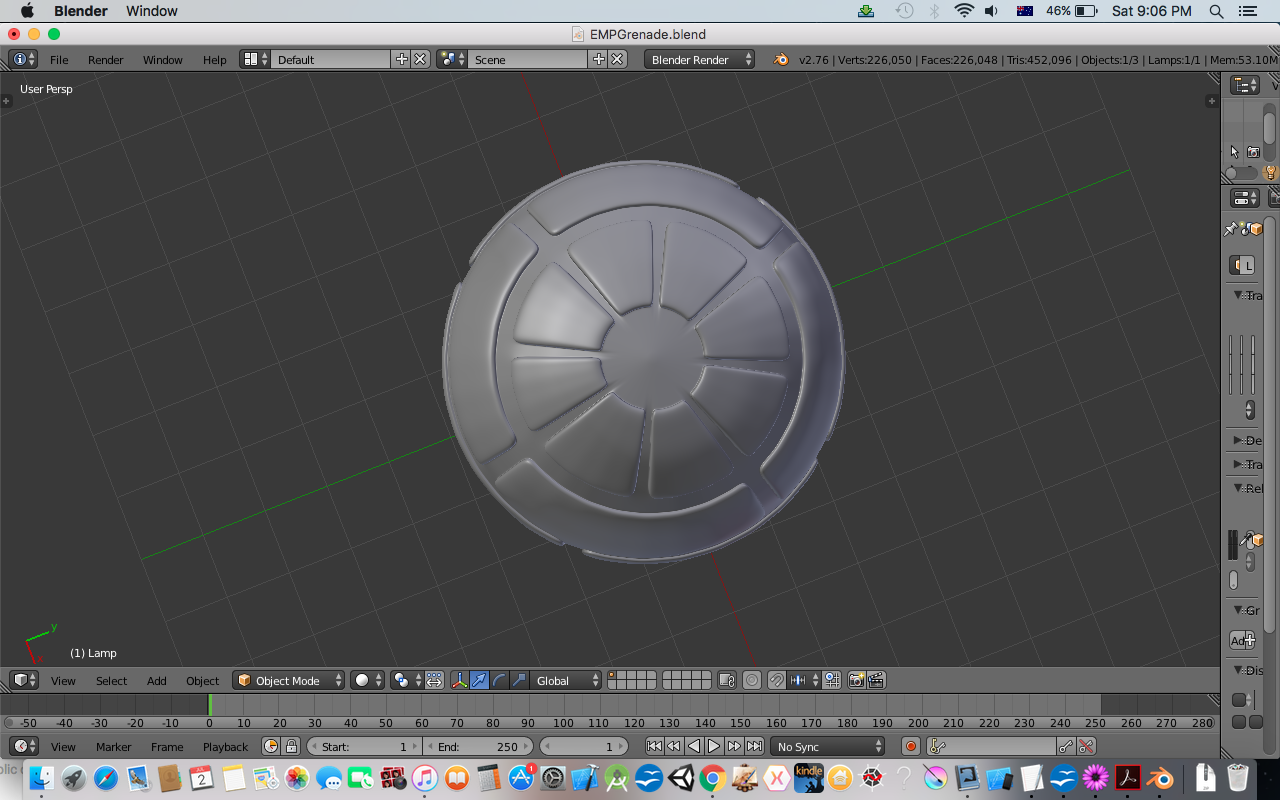 Blender Window 46% Sat 9:06 PM
EMPGrenade.blend
File Render Window Help Default Scene Blender Render v2.76 | Verts:226,050 | Faces:226,048 | Tris:452,096 | Objects:1/3 | Lamps:1/1 | Mem:53.10M
User Persp
L
Tra
De
Tra
Rel
Gr
Ad
Dis
y
(1) Lamp
View Select Add Object Object Mode Global
-50 -40 -30 -20 -10 0 10 20 30 40 50 60 70 80 90 100 110 120 130 140 150 160 170 180 190 200 210 220 230 240 250 260 270 280
View Marker Frame Playback Start: 1 End: 250 1 No Sync
2 1 kindle